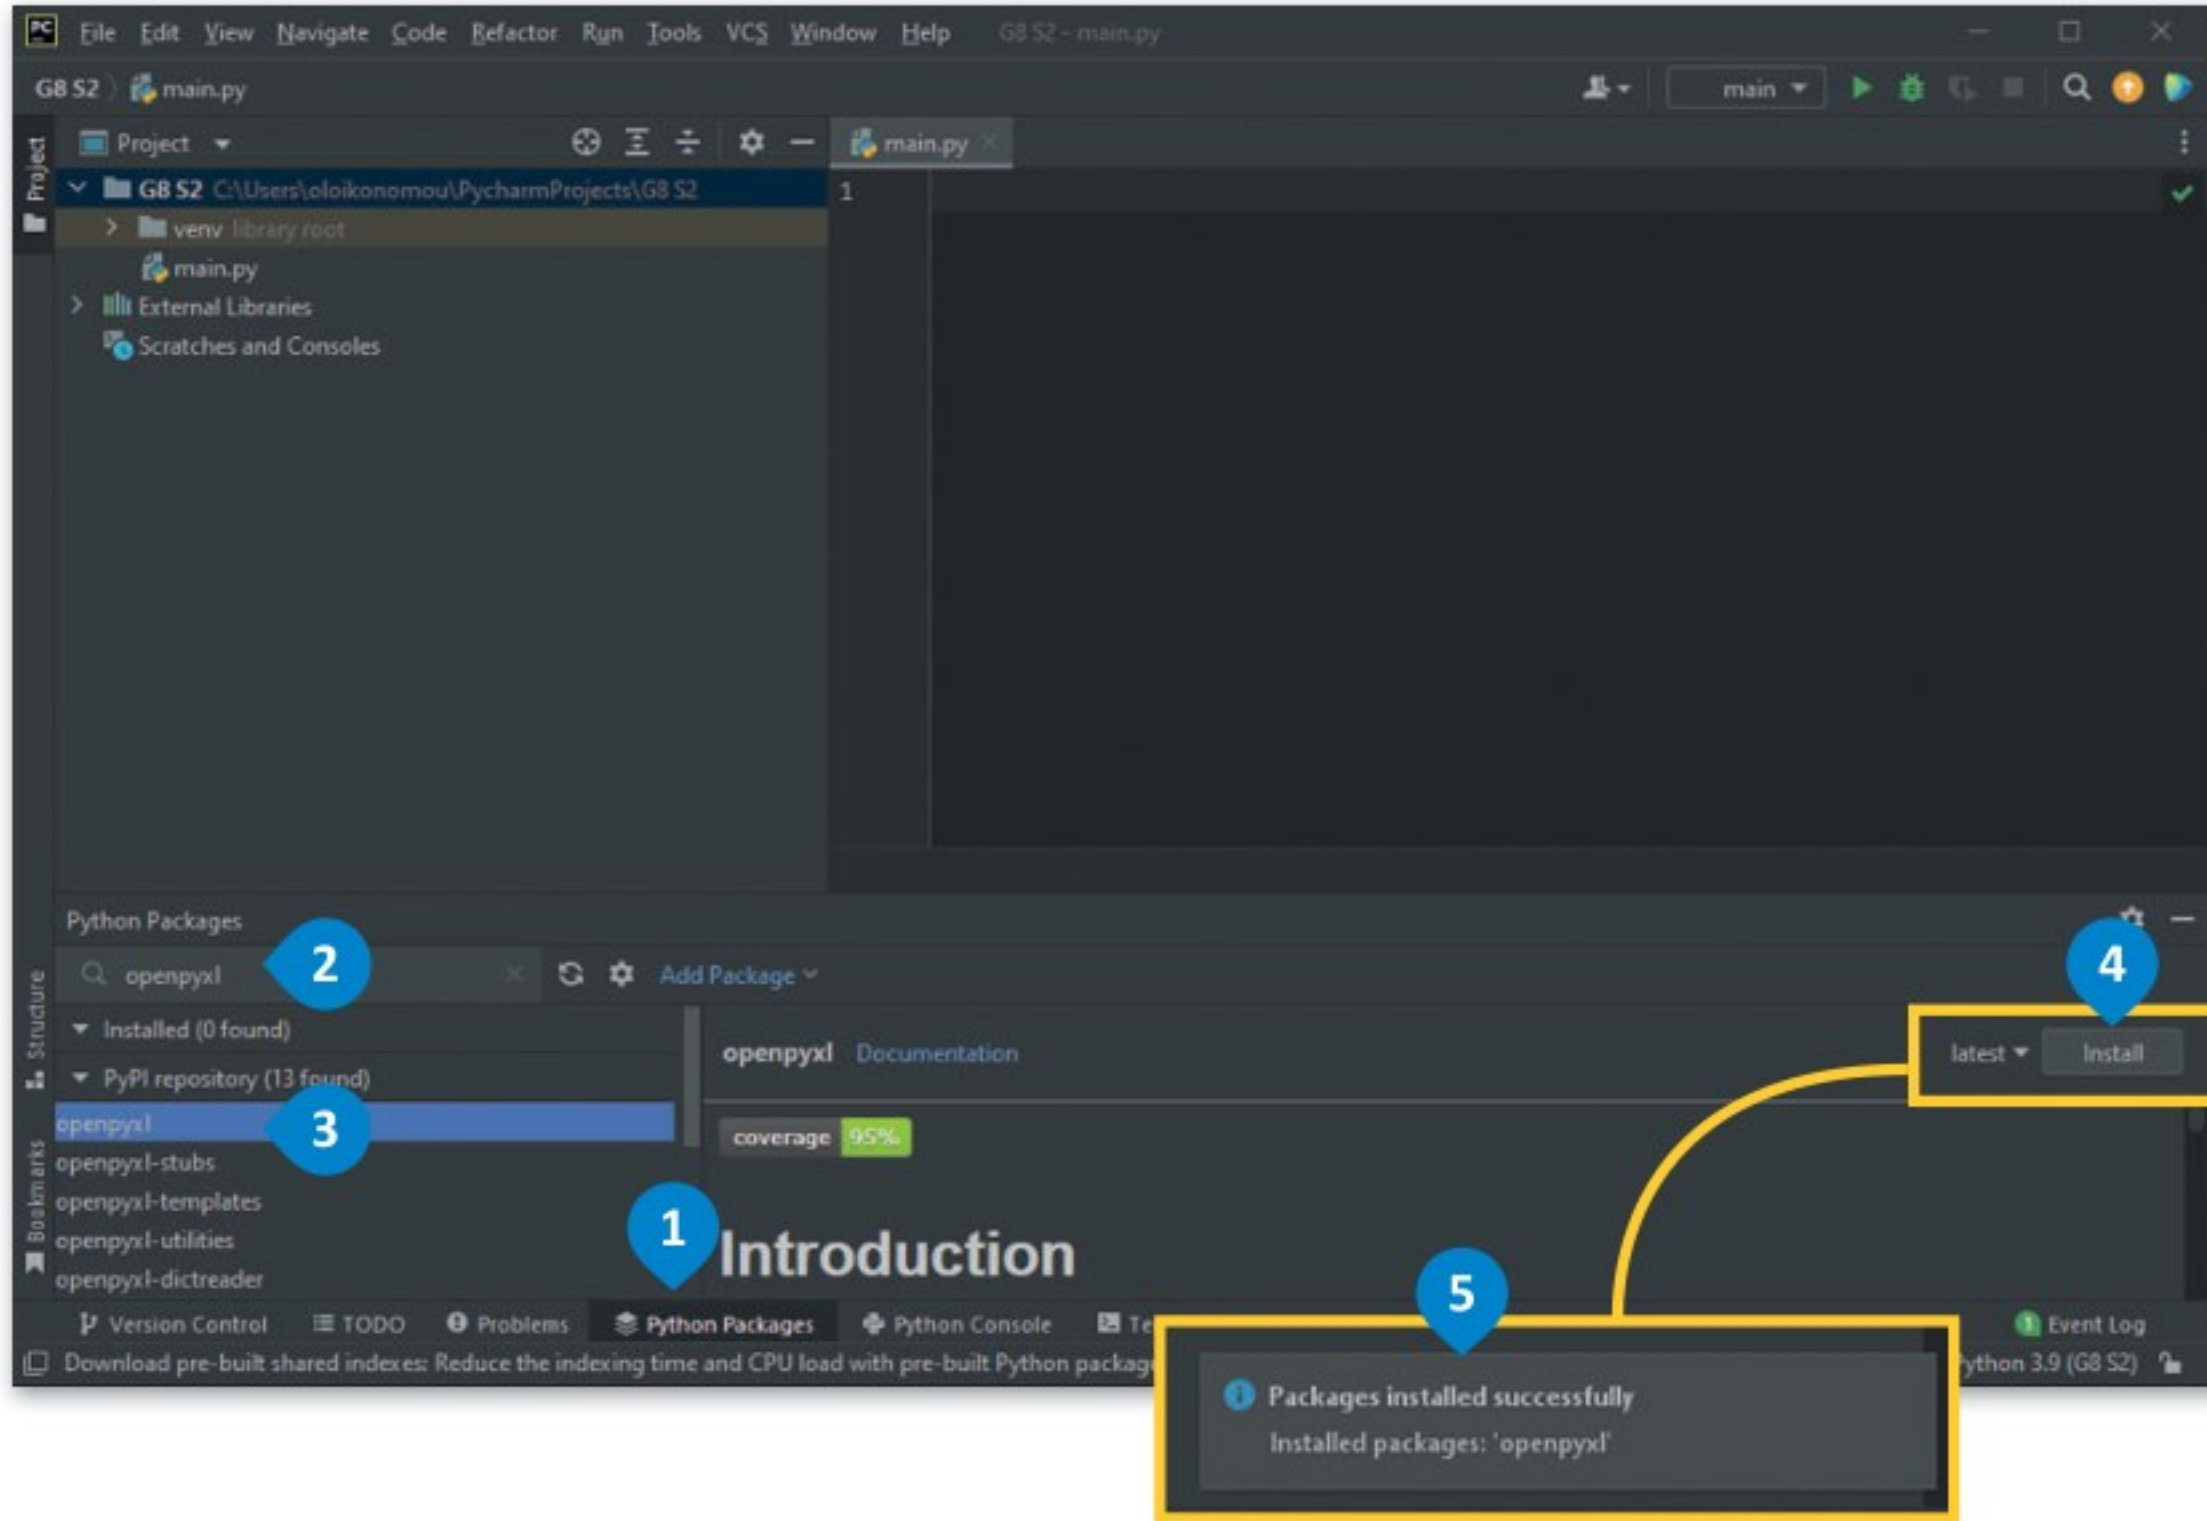 PC File Edit View Navigate Code Refactor Run Tools VCS Window Help G8 S2 - main.py
G8 S2 main.py main
Project Project main.py
G8 S2 C:\Users\oloikonomou\PycharmProjects\G8 S2 1
venv library root
main.py
External Libraries
Scratches and Consoles
Python Packages
openpyxl 2 Add Package 4
Structure
Installed (0 found)
openpyxl Documentation latest Install
PyPI repository (13 found)
openpyxl 3 coverage 95%
Bookmarks
openpyxl-stubs
openpyxl-templates
1
openpyxl-utilities
Introduction
openpyxl-dictreader
5
Version Control TODO Problems Python Packages Python Console Te Event Log
Download pre-built shared indexes: Reduce the indexing time and CPU load with pre-built Python packag ython 3.9 (G8 S2)
Packages installed successfully
Installed packages: 'openpyxl'